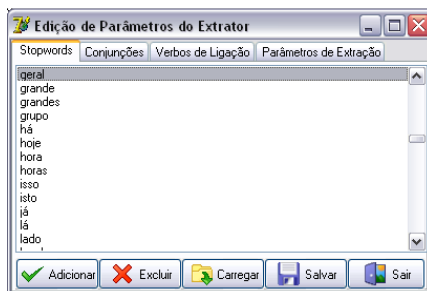 Edição de Parâmetros do Extrator
Stopwords Conjunções Verbos de Ligação Parâmetros de Extração
geral
grande
grandes
grupo
há
hoje
hora
horas
isso
isto
já
lá
lado
Adicionar Excluir Carregar Salvar Sair